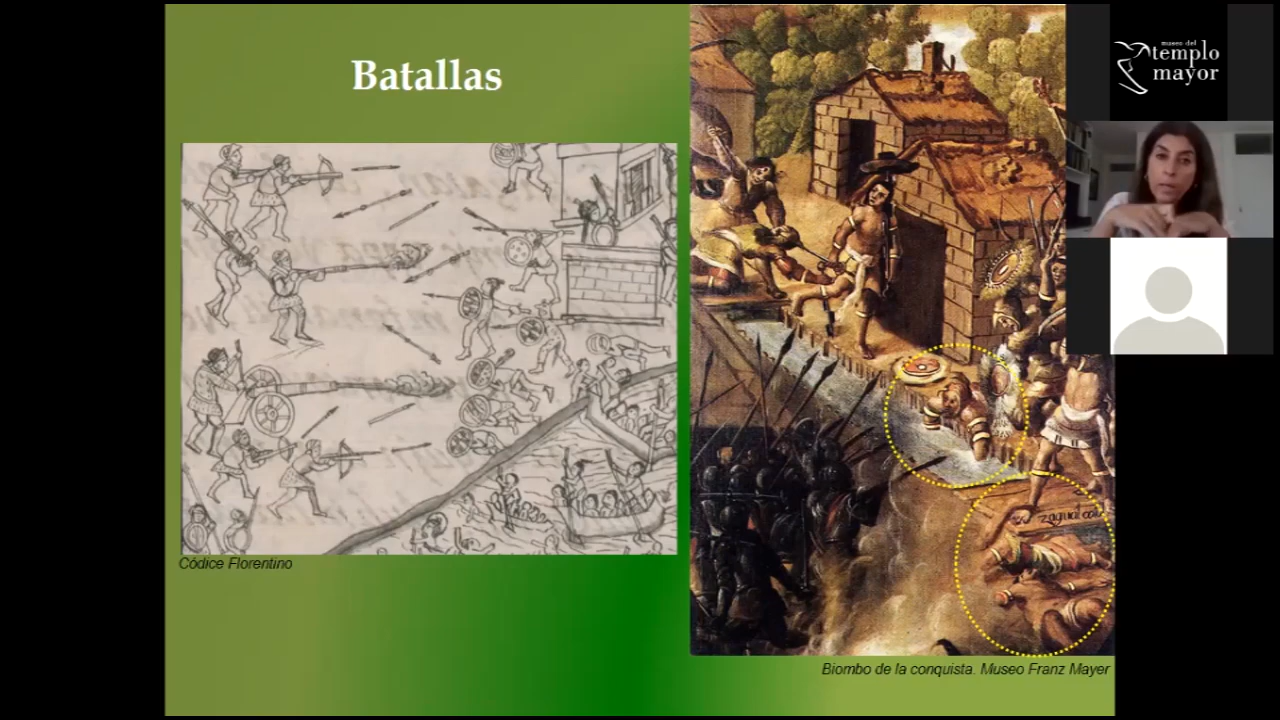 Batallas
museo del
templo
mayor
Códice Florentino
Biombo de la conquista. Museo Franz Mayer